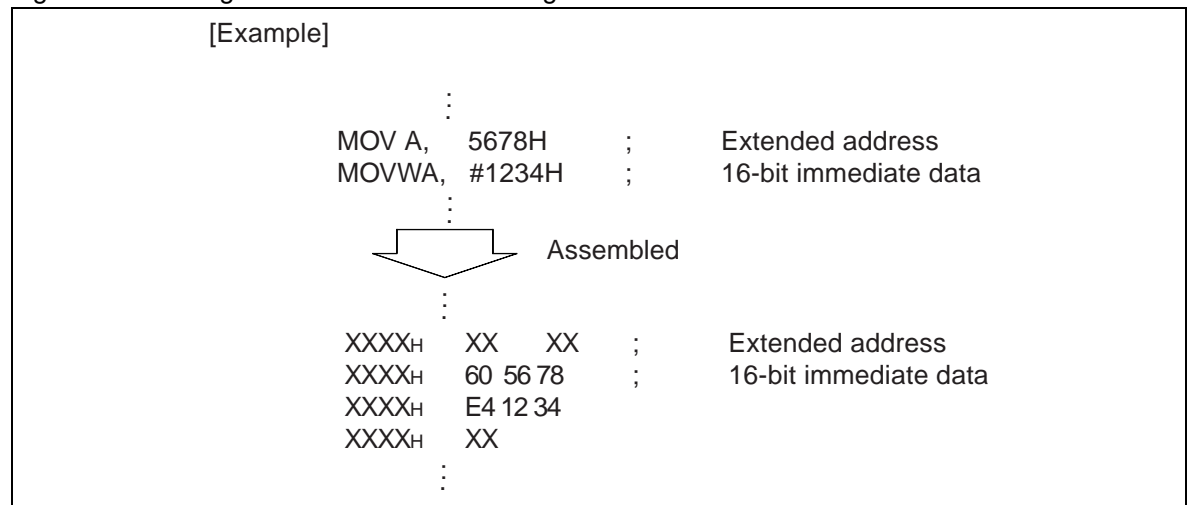 [Example]
MOV A, 5678H ; Extended address
MOVWA, #1234H ; 16-bit immediate data
Assembled
XXXXH XX XX ; Extended address
XXXXH 60 56 78 ; 16-bit immediate data
XXXXH E4 12 34
XXXXH XX